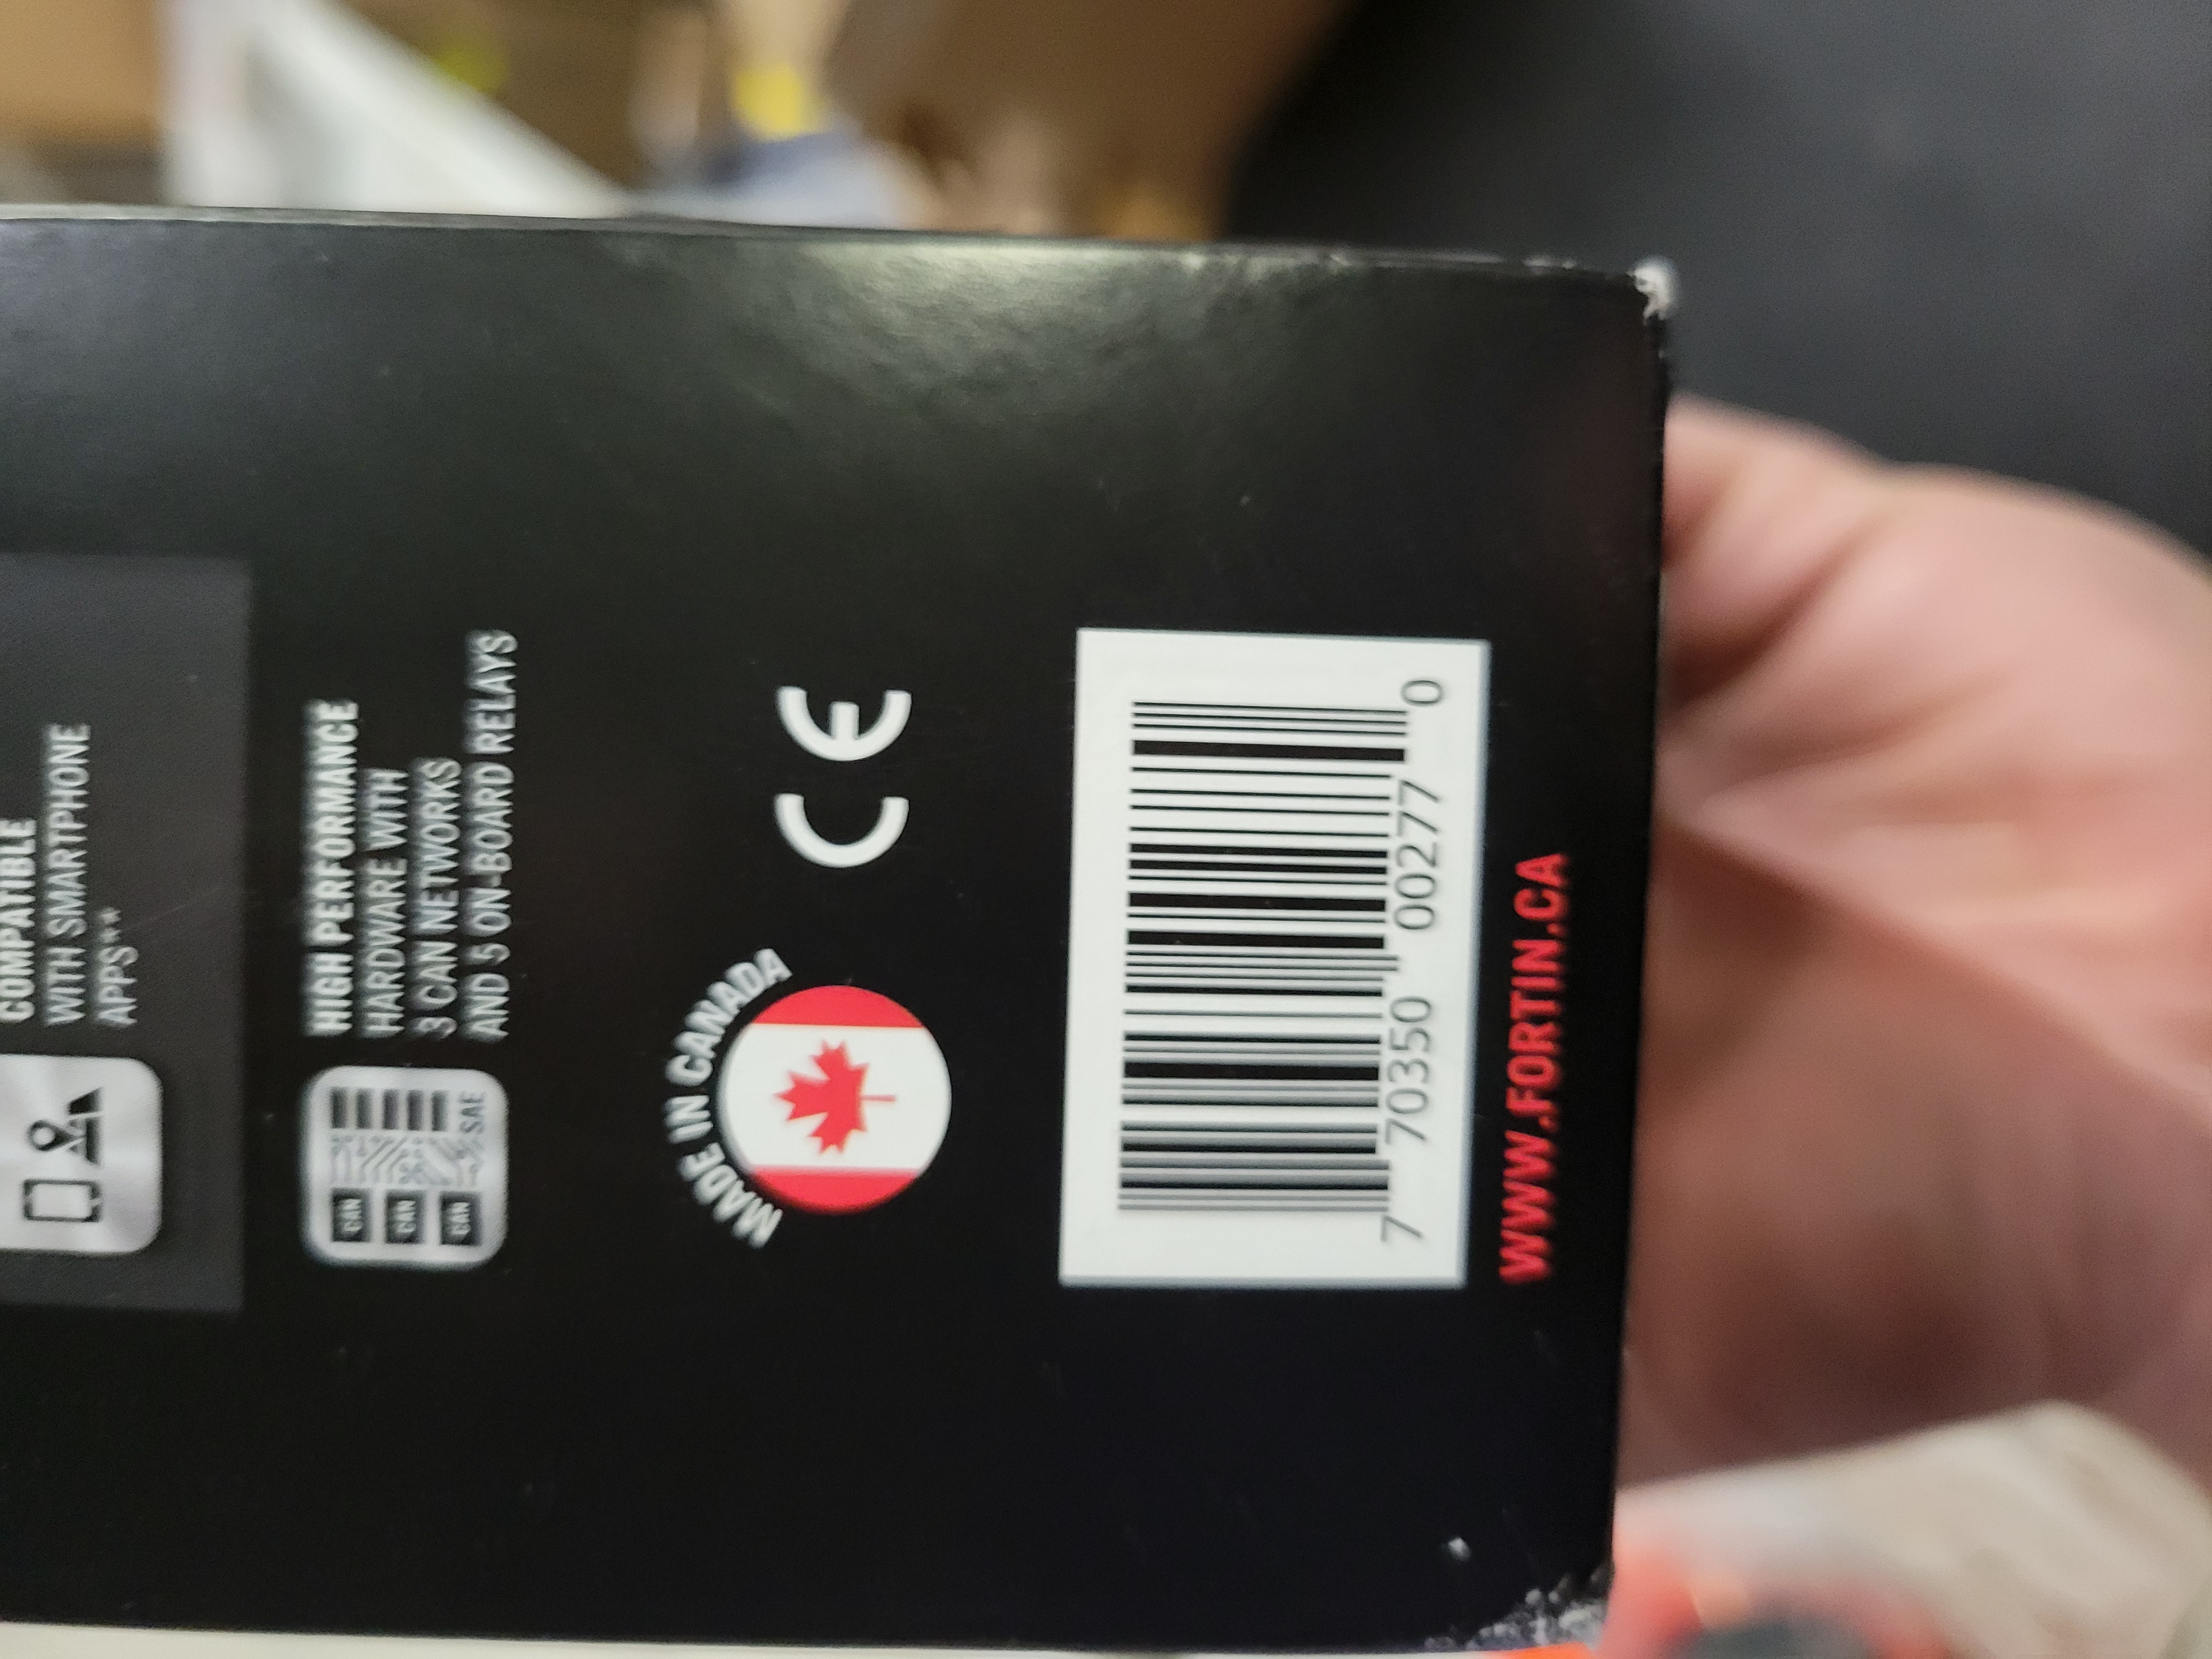 COMPATIBLE
WITH SMARTPHONE
APPS**
CAN
CAN
CAN
SAE
HIGH PERFORMANCE
HARDWARE WITH
3 CAN NETWORKS
AND 5 ON-BOARD RELAYS
MADE IN CANADA
CE
7 70350 00277 0
WWW.FORTIN.CA